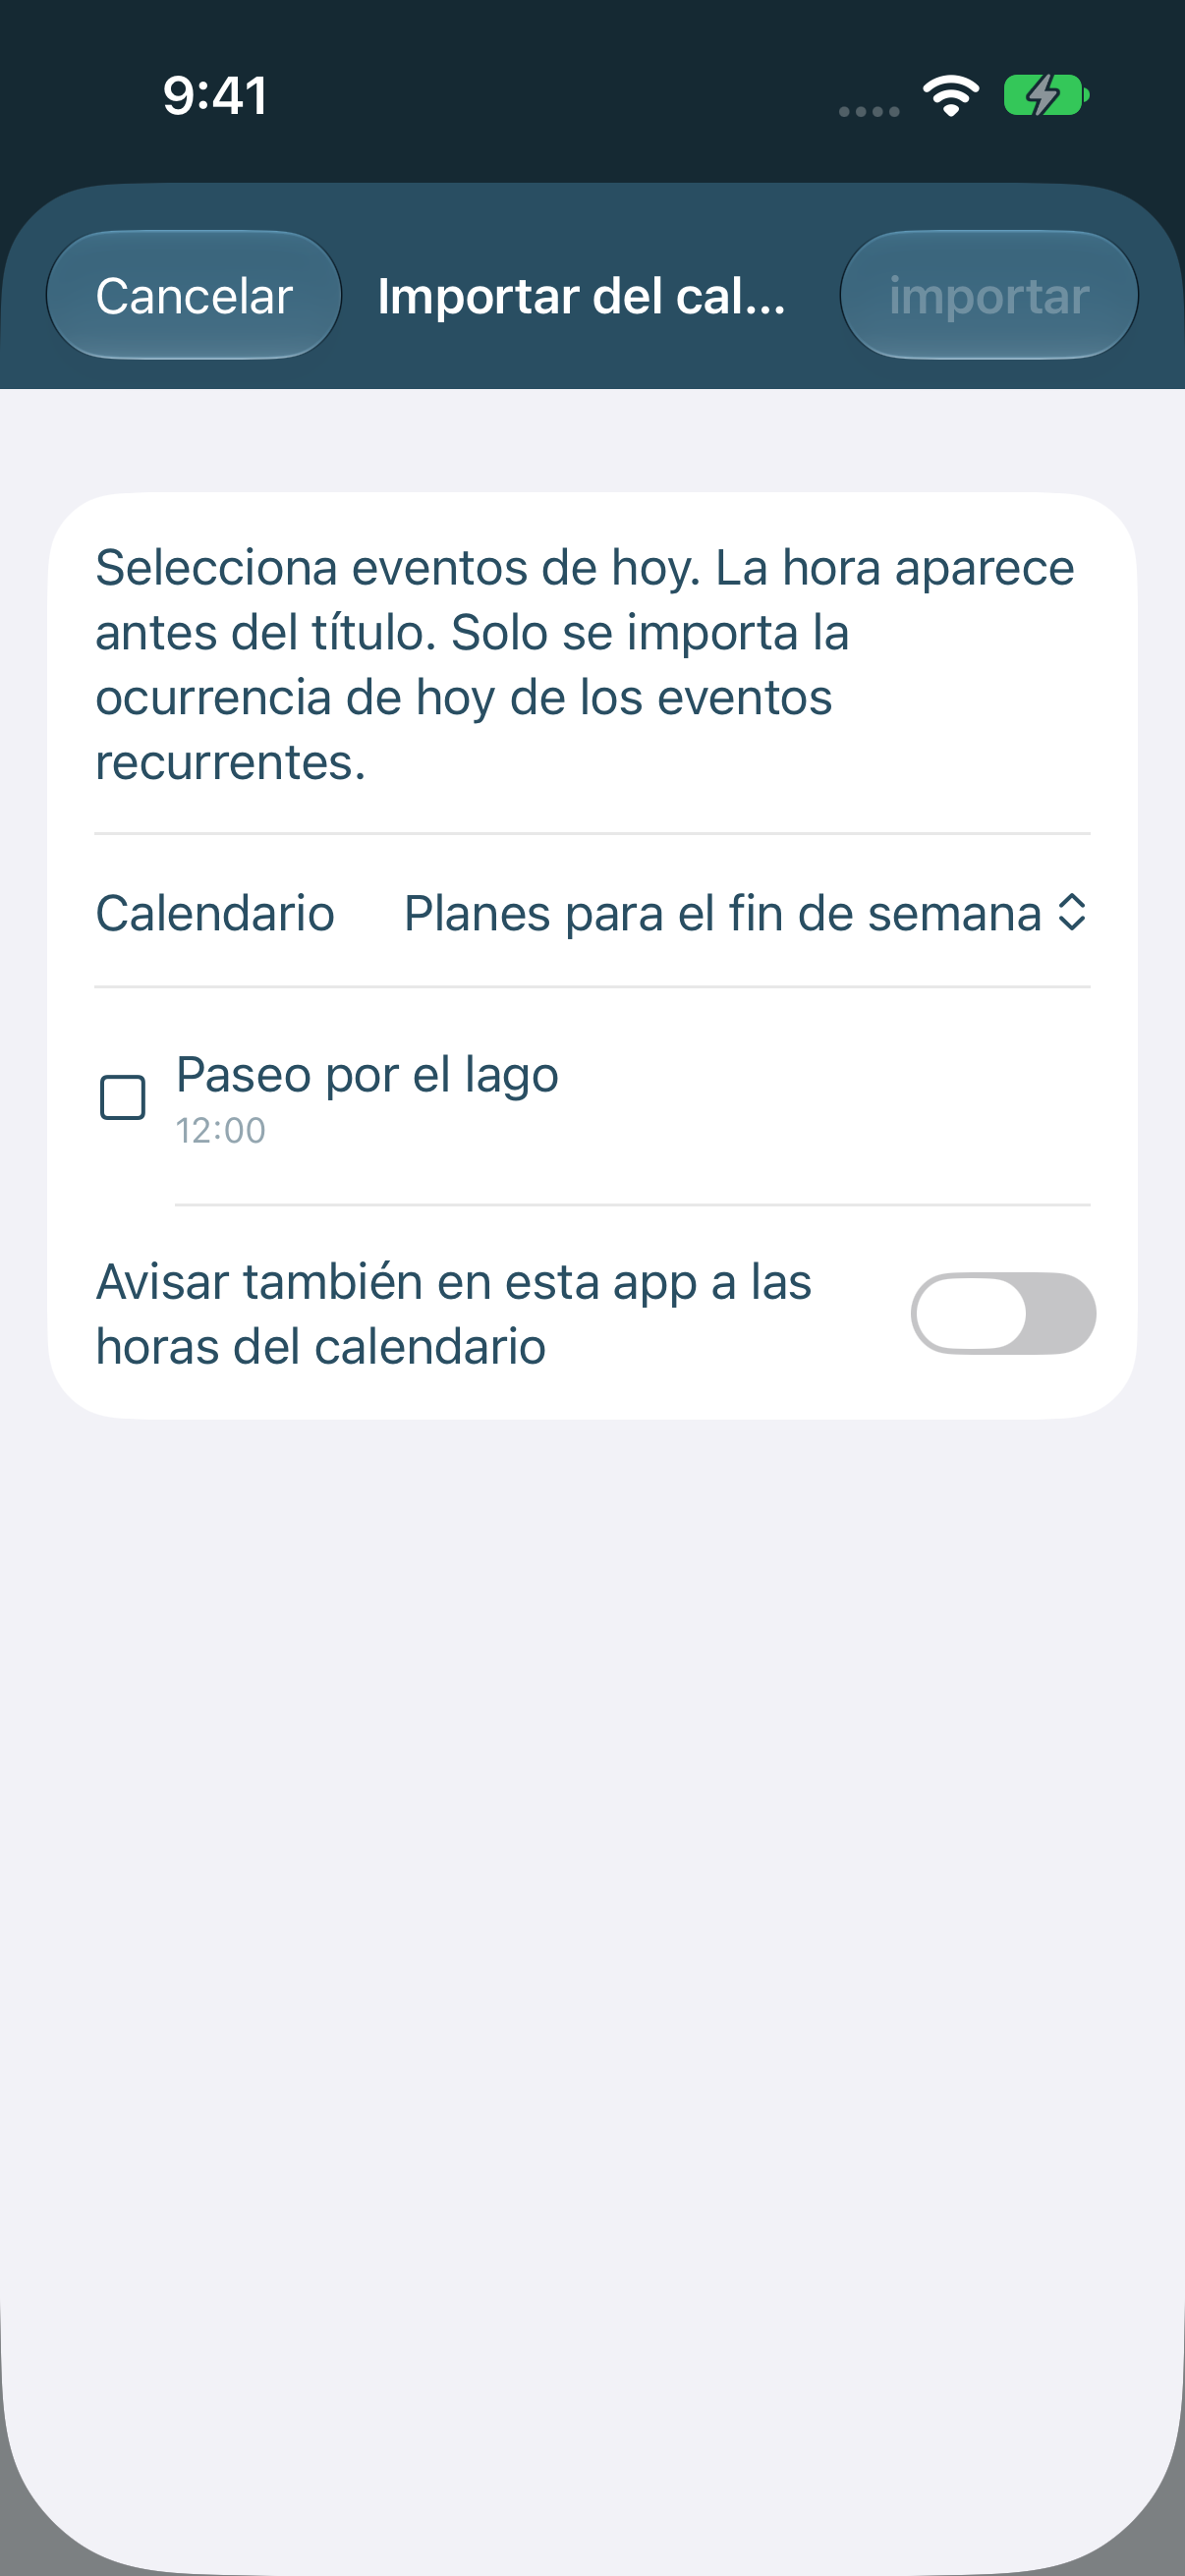 9:41
Cancelar
Importar del cal...
importar
Selecciona eventos de hoy. La hora aparece
antes del título. Solo se importa la
ocurrencia de hoy de los eventos
recurrentes.
Calendario
Planes para el fin de semana
Paseo por el lago
12:00
Avisar también en esta app a las
horas del calendario